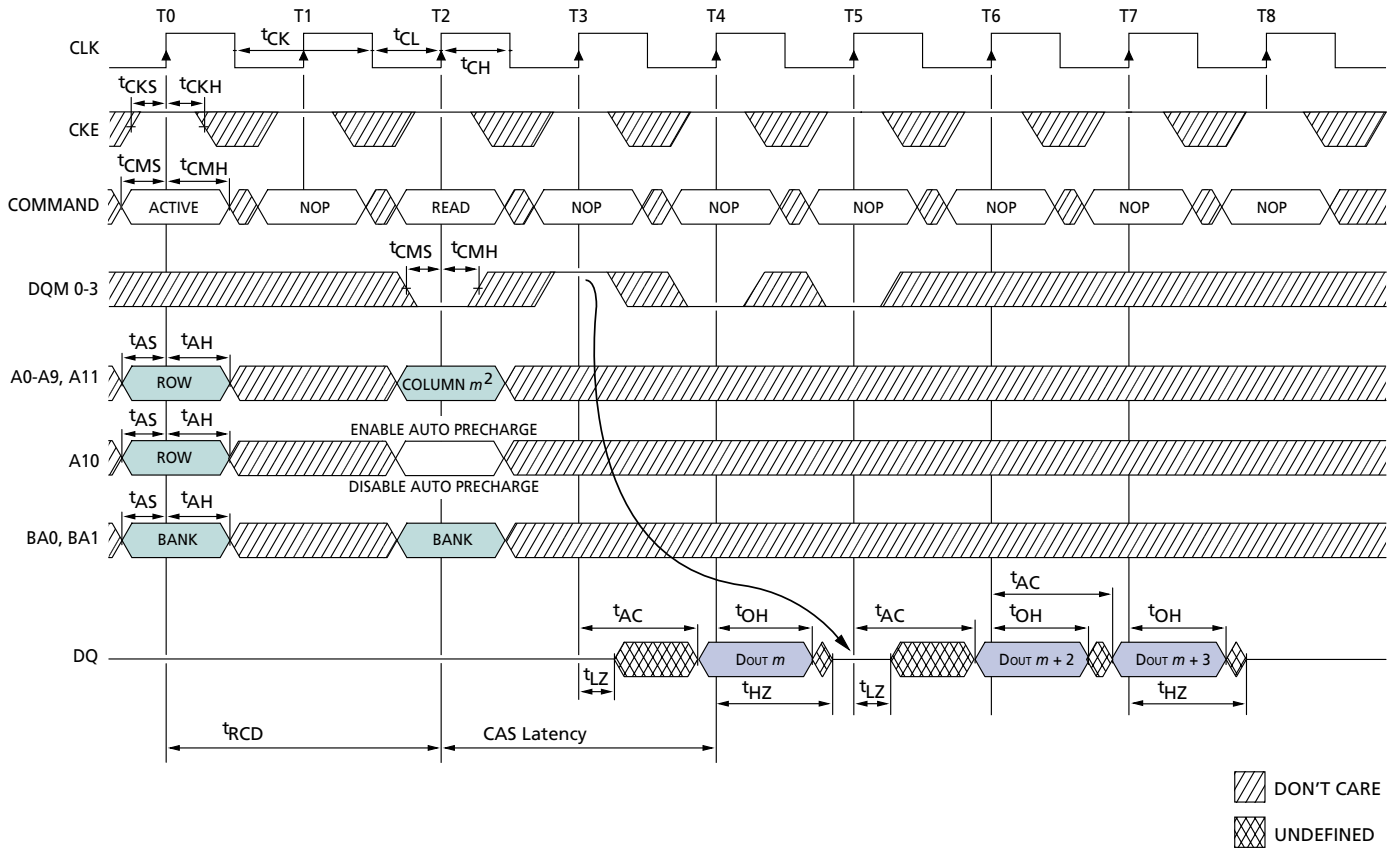 T0 T1 T2 T3 T4 T5 T6 T7 T8
CLK
tCK tCL
tCH
tCKS tCKH
CKE
tCMS tCMH
COMMAND ACTIVE NOP READ NOP NOP NOP NOP NOP NOP
tCMS tCMH
DQM 0-3
tAS tAH
A0-A9, A11 ROW COLUMN m2
tAS tAH ENABLE AUTO PRECHARGE
A10 ROW
DISABLE AUTO PRECHARGE
tAS tAH
BA0, BA1 BANK BANK
tAC
tAC tOH tAC tOH tOH
DQ DOUT m DOUT m + 2 DOUT m + 3
tLZ tHZ tLZ tHZ
tRCD CAS Latency
DON'T CARE
UNDEFINED